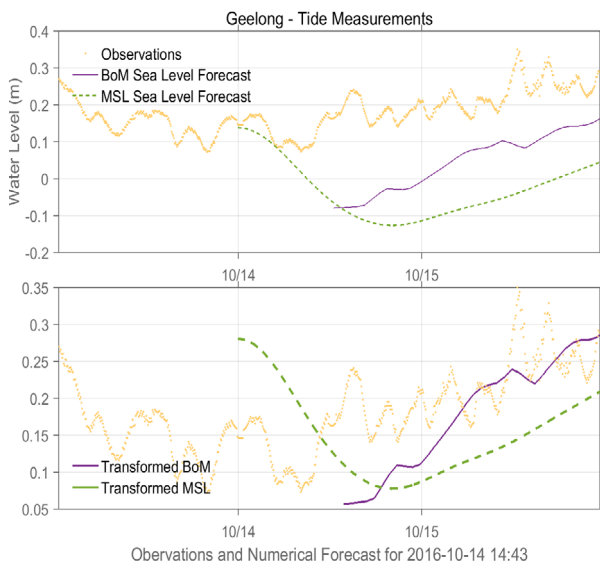 Geelong - Tide Measurements
0.4
0.3
0.2
0.1
0
-0.1
-0.2
Water Level (m)
Observations
BoM Sea Level Forecast
MSL Sea Level Forecast
10/14
10/15
0.35
0.3
0.25
0.2
0.15
0.1
0.05
Transformed BoM
Transformed MSL
10/14
10/15
Obervations and Numerical Forecast for 2016-10-14 14:43